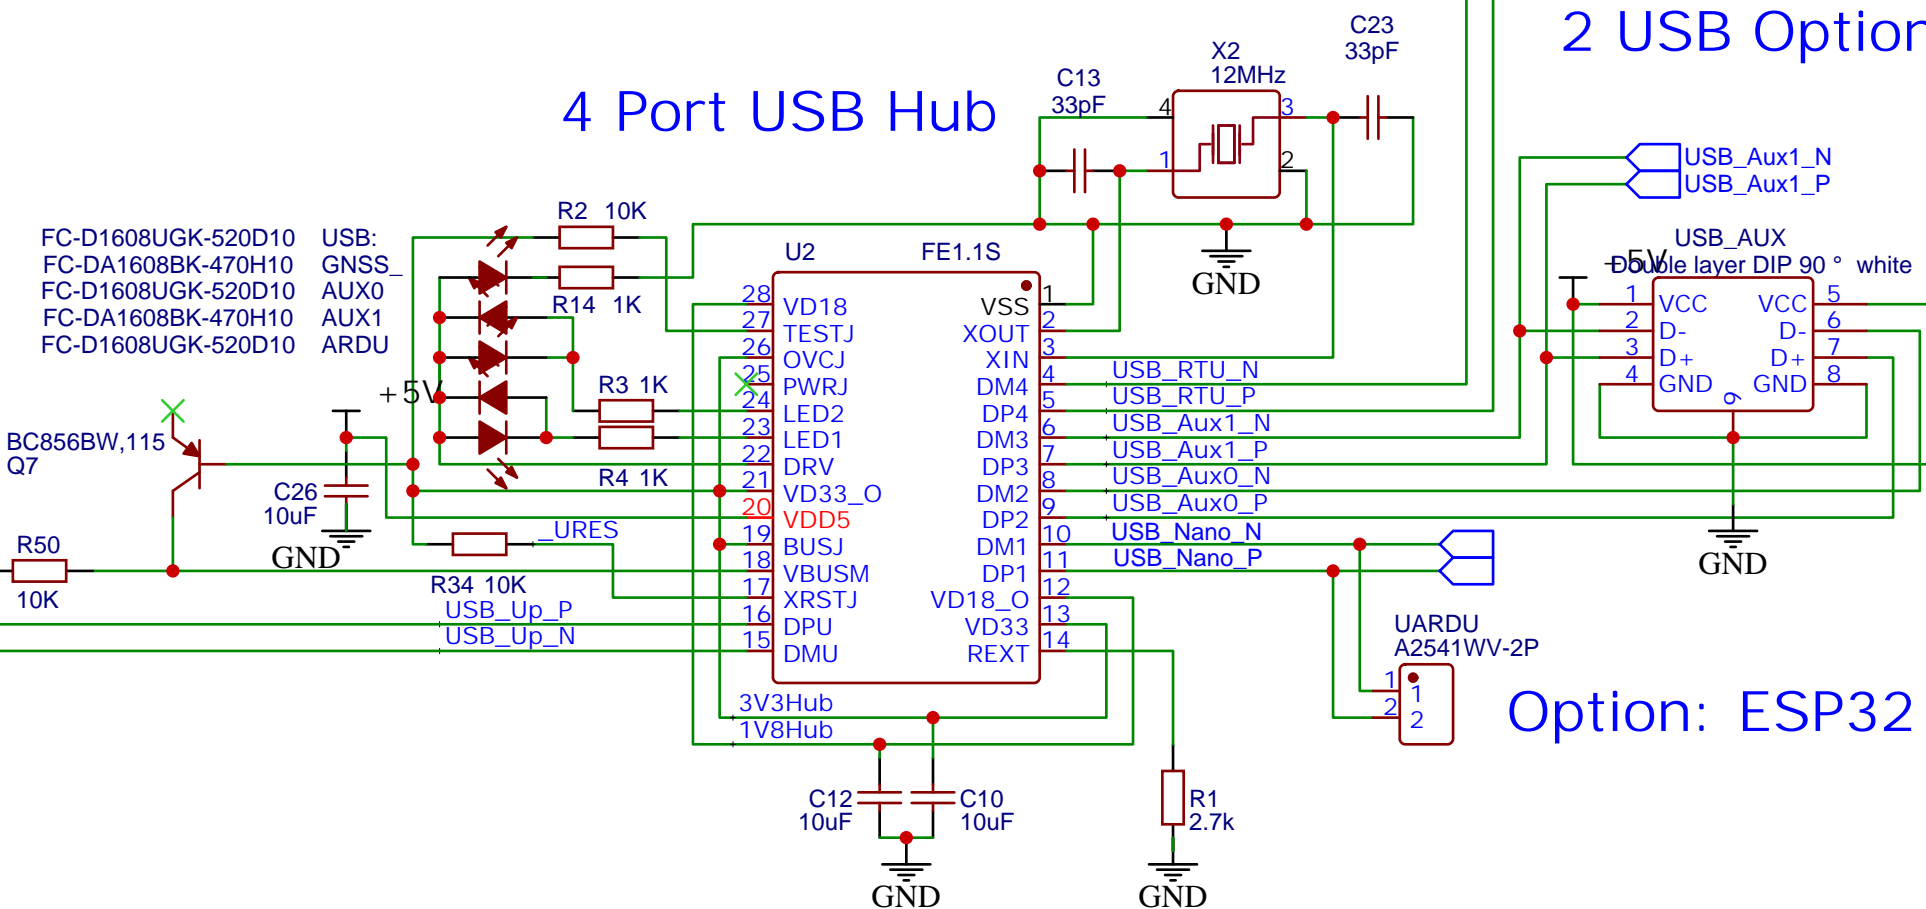 2 USB Option
4 Port USB Hub
C23
33pF
X2
12MHz
C13
33pF
4
3
1
2
USB_Aux1_N
USB_Aux1_P
FC-D1608UGK-520D10 USB:
FC-DA1608BK-470H10 GNSS_
FC-D1608UGK-520D10 AUX0
FC-DA1608BK-470H10 AUX1
FC-D1608UGK-520D10 ARDU
R2 10K
R14 1K
R3 1K
R4 1K
+5V
BC856BW,115
Q7
C26
10uF
GND
R50
10K
R34 10K
_URES
USB_Up_P
USB_Up_N
U2 FE1.1S
28 VD18
27 TESTJ
26 OVCJ
25 PWRJ
24 LED2
23 LED1
22 DRV
21 VD33_O
20 VDD5
19 BUSJ
18 VBUSM
17 XRSTJ
16 DPU
15 DMU
VSS 1
XOUT 2
XIN 3
DM4 4
DP4 5
DM3 6
DP3 7
DM2 8
DP2 9
DM1 10
DP1 11
VD18_O 12
VD33 13
REXT 14
GND
USB_RTU_N
USB_RTU_P
USB_Aux1_N
USB_Aux1_P
USB_Aux0_N
USB_Aux0_P
USB_Nano_N
USB_Nano_P
USB_AUX
+5V
Double layer DIP 90 ° white
1 VCC VCC 5
2 D- D- 6
3 D+ D+ 7
4 GND GND 8
9
GND
UARDU
A2541WV-2P
1 1
2 2
Option: ESP32
3V3Hub
1V8Hub
C12
10uF
C10
10uF
GND
R1
2.7k
GND